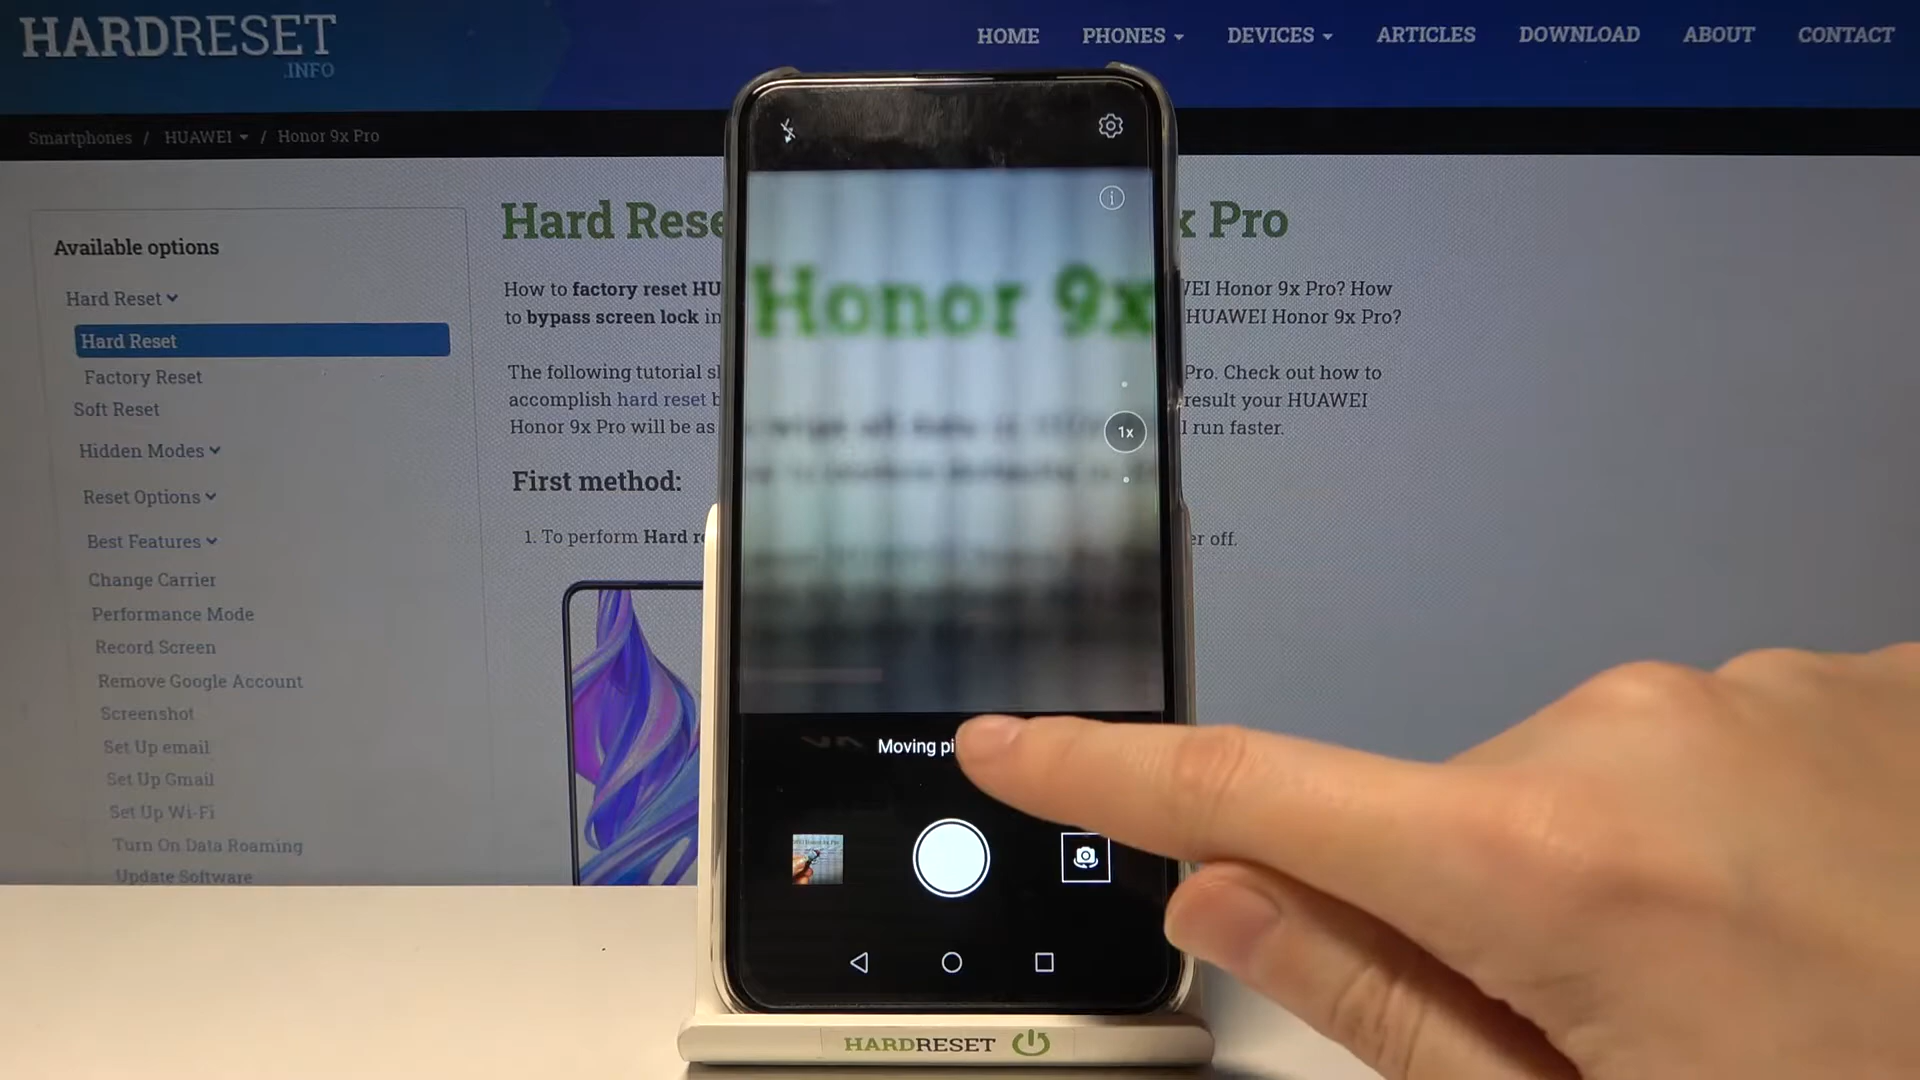 HARDRESET
.INFO
HOME PHONES DEVICES ARTICLES DOWNLOAD ABOUT CONTACT
Smartphones / HUAWEI / Honor 9x Pro
Available options
Hard Reset
Hard Reset
Factory Reset
Soft Reset
Hidden Modes
Reset Options
Best Features
Change Carrier
Performance Mode
Record Screen
Remove Google Account
Screenshot
Set Up email
Set Up Gmail
Set Up Wi-Fi
Turn On Data Roaming
Update Software
Hard Rese x Pro
How to factory reset HU EI Honor 9x Pro? How
to bypass screen lock in HUAWEI Honor 9x Pro?
The following tutorial s Pro. Check out how to
accomplish hard reset b result your HUAWEI
Honor 9x Pro will be as l run faster.
First method:
1. To perform Hard r er off.
Honor 9x
1x
Moving pi
HARDRESET